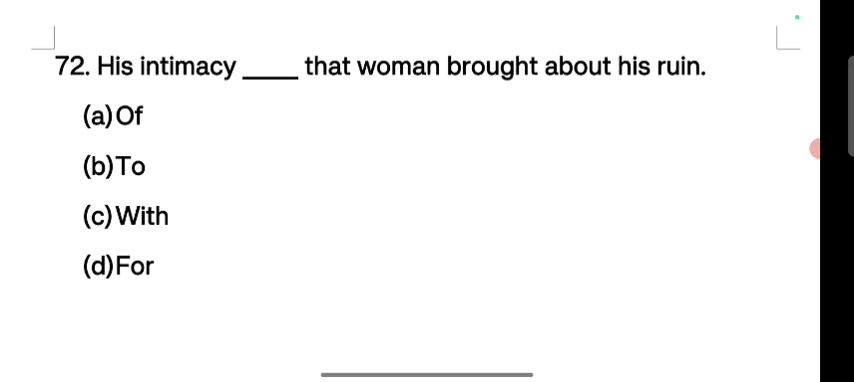 72. His intimacy ____ that woman brought about his ruin.
(a)Of
(b)To
(c)With
(d)For